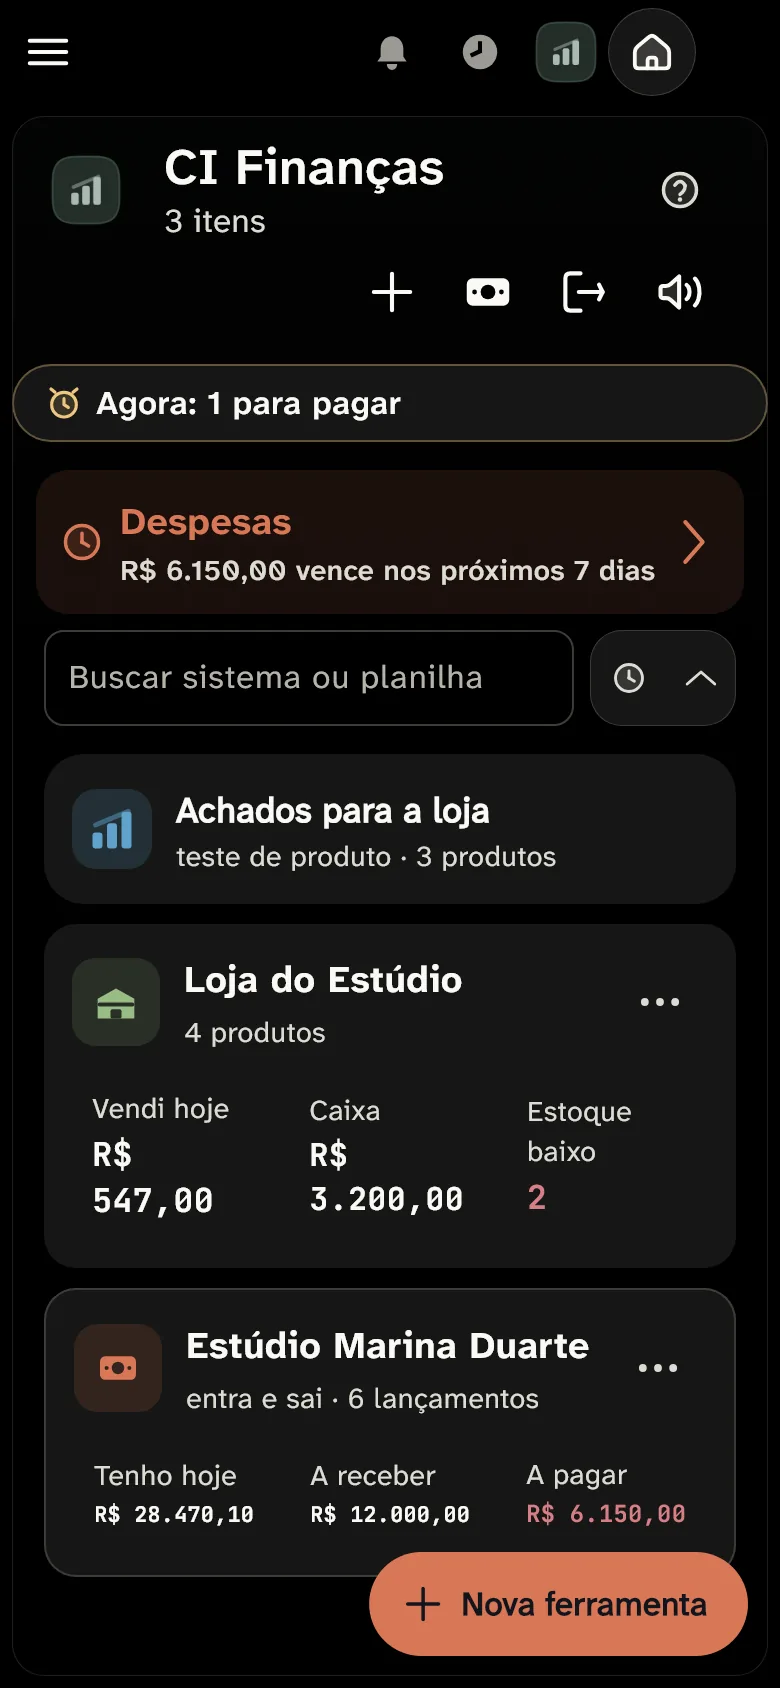 CI Finanças
3 itens
Agora: 1 para pagar
Despesas
R$ 6.150,00 vence nos próximos 7 dias
Buscar sistema ou planilha
Achados para a loja
teste de produto · 3 produtos
Loja do Estúdio
4 produtos
Vendi hoje
R$
547,00
Caixa
R$
3.200,00
Estoque
baixo
2
Estúdio Marina Duarte
entra e sai · 6 lançamentos
Tenho hoje
R$ 28.470,10
A receber
R$ 12.000,00
A pagar
R$ 6.150,00
Nova ferramenta